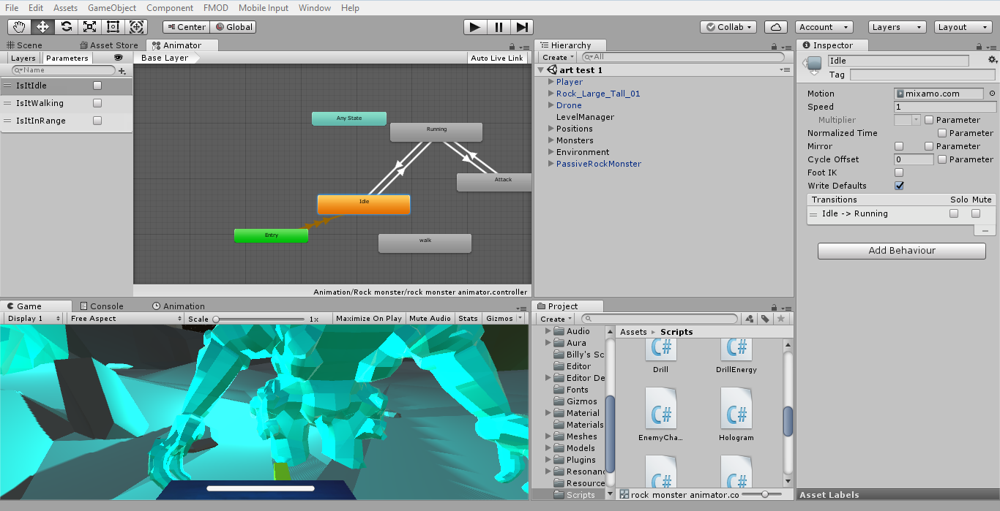 File Edit Assets GameObject Component FMOD Mobile Input Window Help
Center Global Collab Account Layers Layout
Scene Asset Store Animator
Layers Parameters Base Layer Auto Live Link
Name
IsItIdle
IsItWalking
IsItInRange
Any State
Running
Attack
Idle
Entry
walk
Animation/Rock monster/rock monster animator.controller
Hierarchy
Create All
art test 1
Player
Rock_Large_Tall_01
Drone
LevelManager
Positions
Monsters
Environment
PassiveRockMonster
Inspector
Idle
Tag
Motion mixamo.com
Speed 1
Multiplier Parameter
Normalized Time Parameter
Mirror Parameter
Cycle Offset 0 Parameter
Foot IK
Write Defaults
Transitions Solo Mute
Idle -> Running
Add Behaviour
Game Console Animation
Display 1 Free Aspect Scale 1x Maximize On Play Mute Audio Stats Gizmos
Project
Create
Audio
Aura
Billy's Sc
Editor
Editor De
Fonts
Gizmos
Material
Materials
Meshes
Models
Plugins
Resonanc
Resource
Scripts
Assets Scripts
C# C#
Drill DrillEnergy
C# C#
EnemyCha... Hologram
C# C#
rock monster animator.co
Asset Labels